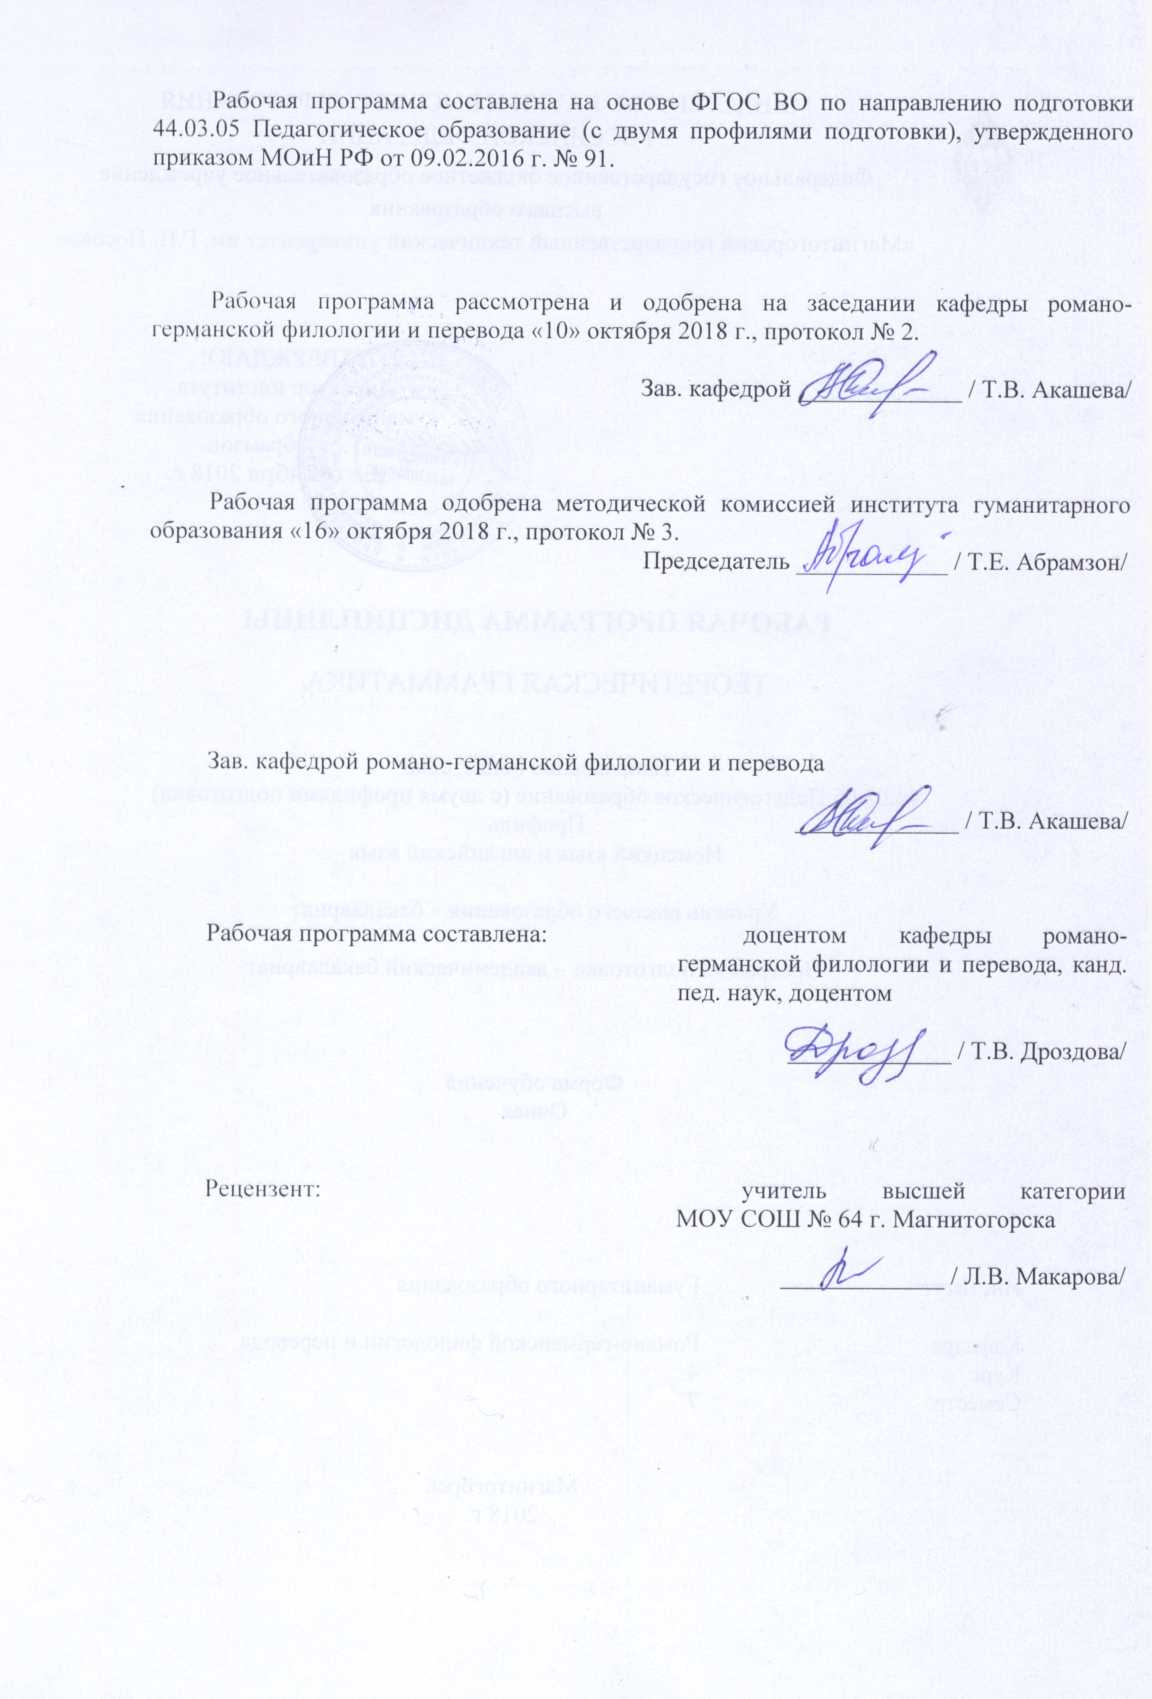 Рабочая программа составлена на основе ФГОС ВО по направлению подготовки
44.03.05 Педагогическое образование (с двумя профилями подготовки), утвержденного
приказом МОиН РФ от 09.02.2016 г. № 91.
Рабочая программа рассмотрена и одобрена на заседании кафедры романо-
германской филологии и перевода «10» октября 2018 г., протокол № 2.
Зав. кафедрой / Т.В. Акашева/
Рабочая программа одобрена методической комиссией института гуманитарного
образования «16» октября 2018 г., протокол № 3.
Председатель / Т.Е. Абрамзон/
Зав. кафедрой романо-германской филологии и перевода
/ Т.В. Акашева/
Рабочая программа составлена: доцентом кафедры романо-
германской филологии и перевода, канд.
пед. наук, доцентом
/ Т.В. Дроздова/
Рецензент: учитель высшей категории
МОУ СОШ № 64 г. Магнитогорска
/ Л.В. Макарова/